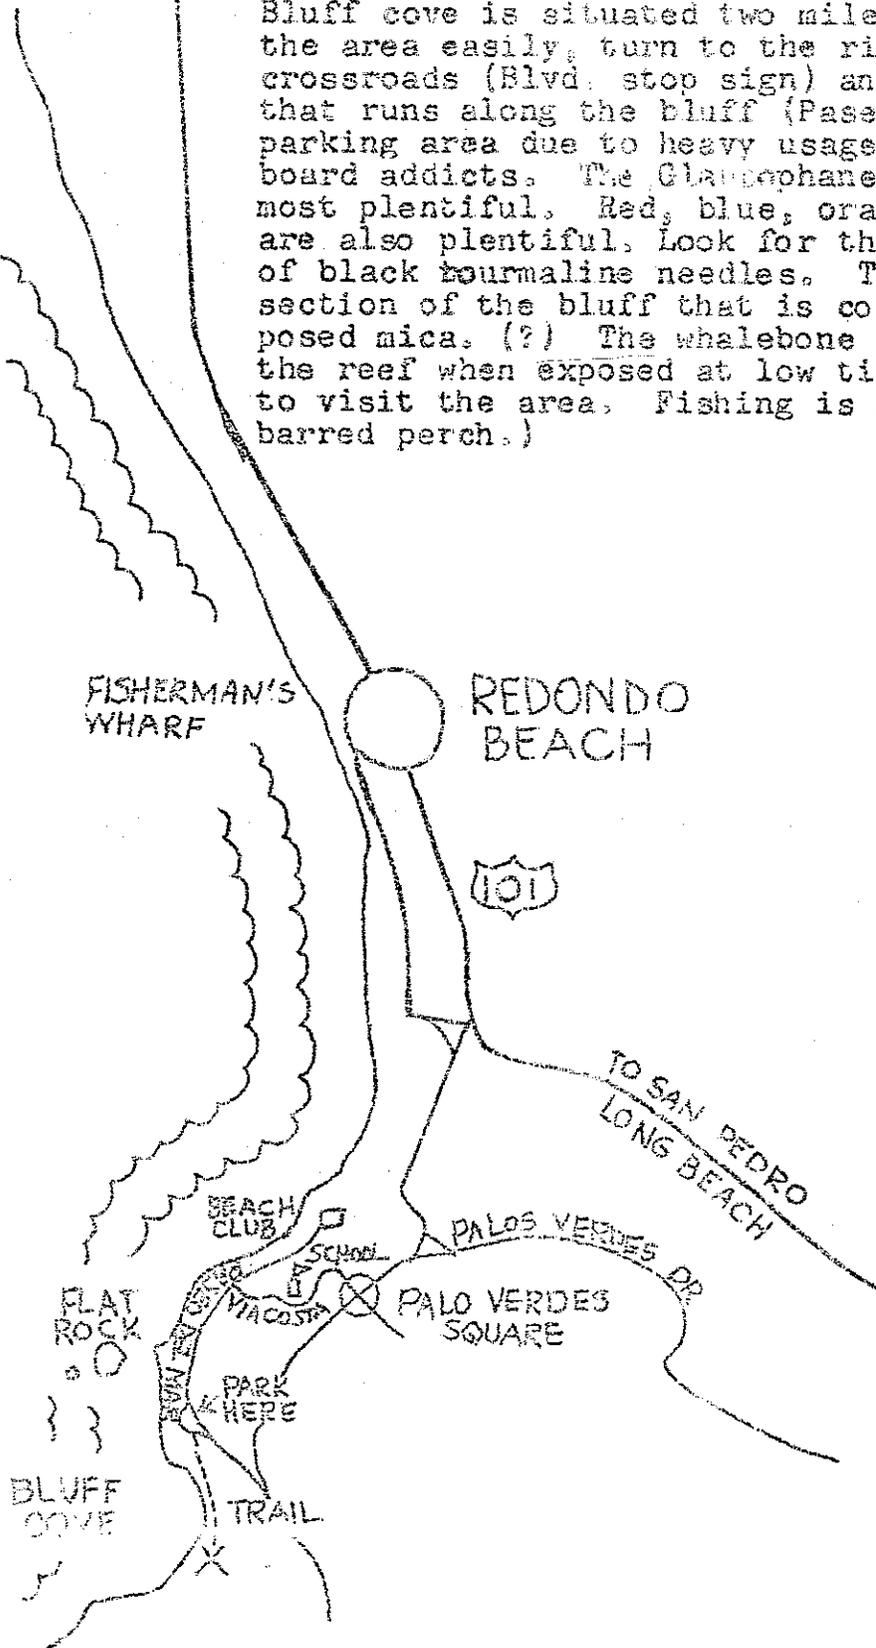 Bluff cove is situated two mile
the area easily, turn to the ri
crossroads (Blvd. stop sign) an
that runs along the bluff (Pase
parking area due to heavy usage
board addicts. The Glaucophane
most plentiful. Red, blue, ora
are also plentiful. Look for th
of black tourmaline needles. T
section of the bluff that is co
posed mica. (?) The whalebone
the reef when exposed at low ti
to visit the area. Fishing is
barred perch.)
FISHERMAN'S
WHARF
REDONDO
BEACH
101
TO SAN PEDRO
LONG BEACH
BEACH
CLUB
SCHOOL
PALOS VERDES DR.
PASEO DEL MAR
VIA COSTA
PALO VERDES
SQUARE
FLAT
ROCK
PARK
HERE
BLUFF
COVE
TRAIL
X